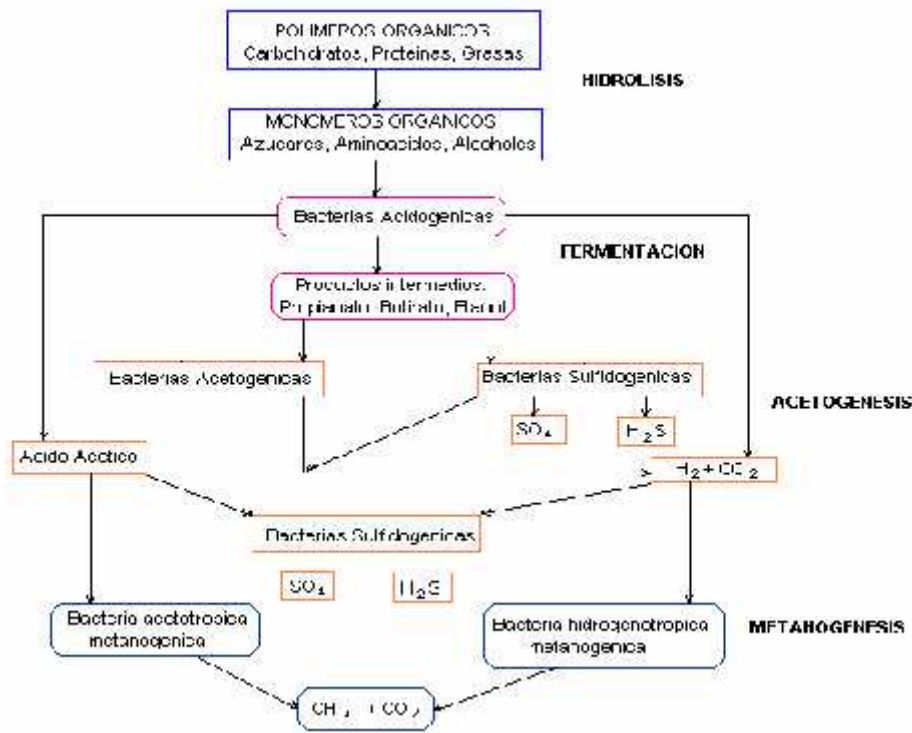 POLIMEROS ORGANICOS
Carbohidratos, Proteinas, Grasas
HIDROLISIS
MONOMEROS ORGANICOS
Azucares, Aminoacidos, Alcoholes
Bacterias Acidogenicas
FERMENTACION
Productos intermedios.
Propianato, Butirato, Etanol
Bacterias Acetogenicas
Bacterias Sulfidogenicas
ACETOGENESIS
SO₄
H₂S
Acido Acetico
H₂ + CO₂
Bacterias Sulfidogenicas
SO₄
H₂S
Bacteria acetotropica
metanogenica
Bacteria hidrogenotropica
metanogenica
METANOGENESIS
CH₄ + CO₂